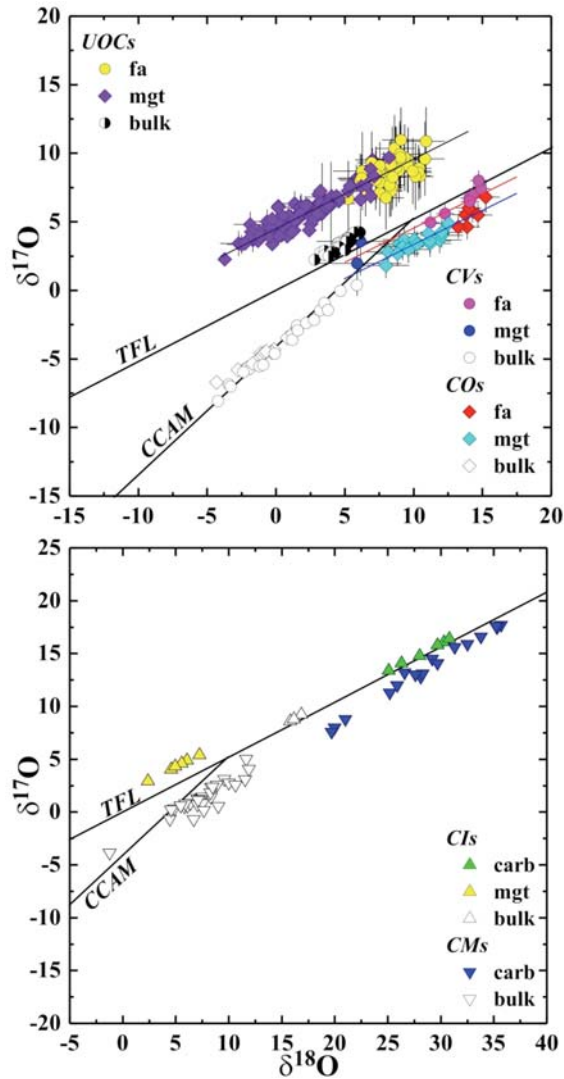 20
15
10
5
0
-5
-10
-15
δ17O
UOCs
fa
mgt
bulk
TFL
CCAM
CVs
fa
mgt
bulk
COs
fa
mgt
bulk
-15 -10 -5 0 5 10 15 20
25
20
15
10
5
0
-5
-10
-15
-20
δ17O
TFL
CCAM
CIs
carb
mgt
bulk
CMs
carb
bulk
-5 0 5 10 15 20 25 30 35 40
δ18O